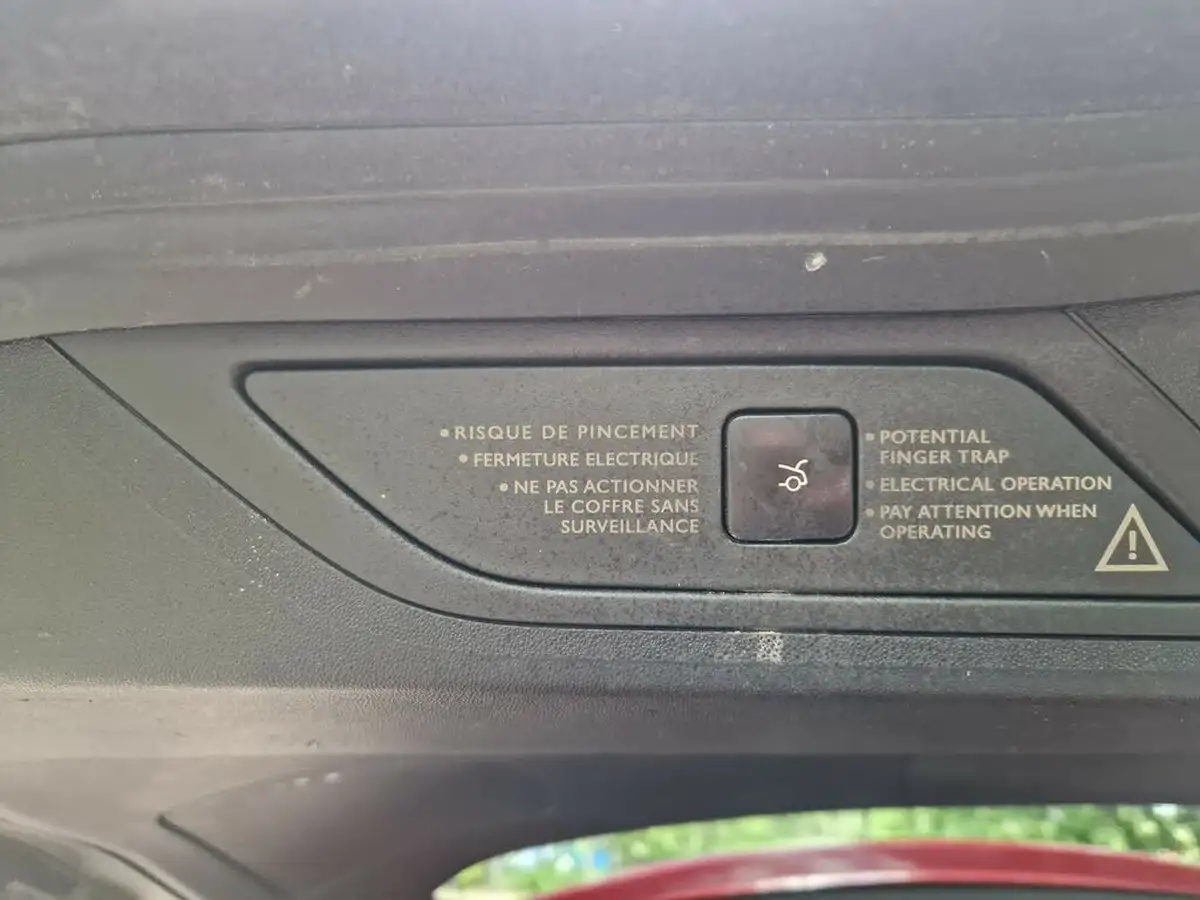 • RISQUE DE PINCEMENT
• FERMETURE ELECTRIQUE
• NE PAS ACTIONNER
LE COFFRE SANS
SURVEILLANCE
• POTENTIAL
FINGER TRAP
• ELECTRICAL OPERATION
• PAY ATTENTION WHEN
OPERATING
!